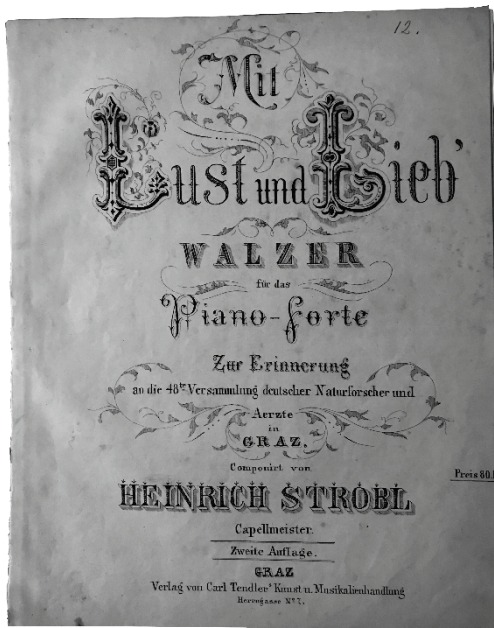 12.
Mit
Lust und Lieb'
WALZER
für das
Piano-forte
Zur Erinnerung
an die 48te Versammlung deutscher Naturforscher und
Aerzte
in
GRAZ.
Componirt von
Preis 80
HEINRICH STROBL
Capellmeister.
Zweite Auflage.
GRAZ
Verlag von Carl Tendler's Kunst u. Musikalienhandlung
Herrngasse No 7.